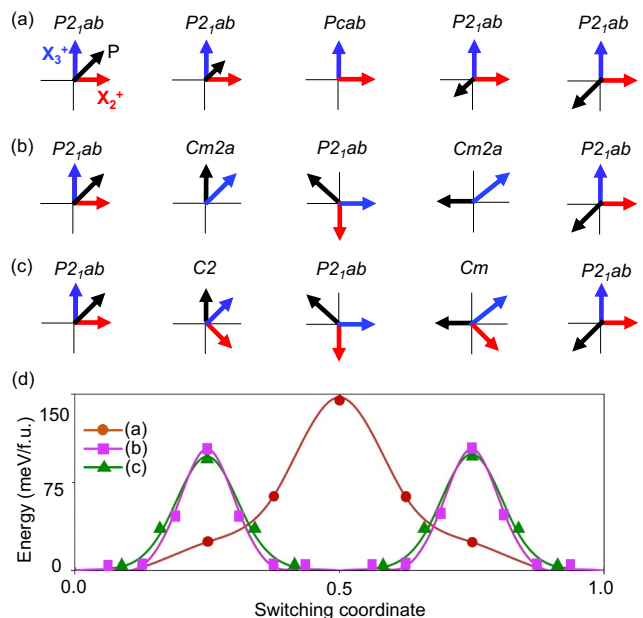 (a) P2₁ab P2₁ab Pcab P2₁ab P2₁ab
X₃⁺ P
X₂⁺
(b) P2₁ab Cm2a P2₁ab Cm2a P2₁ab
(c) P2₁ab C2 P2₁ab Cm P2₁ab
(d)
150
(a)
(b)
(c)
75
0
Energy (meV/f.u.)
0.0 0.5 1.0
Switching coordinate